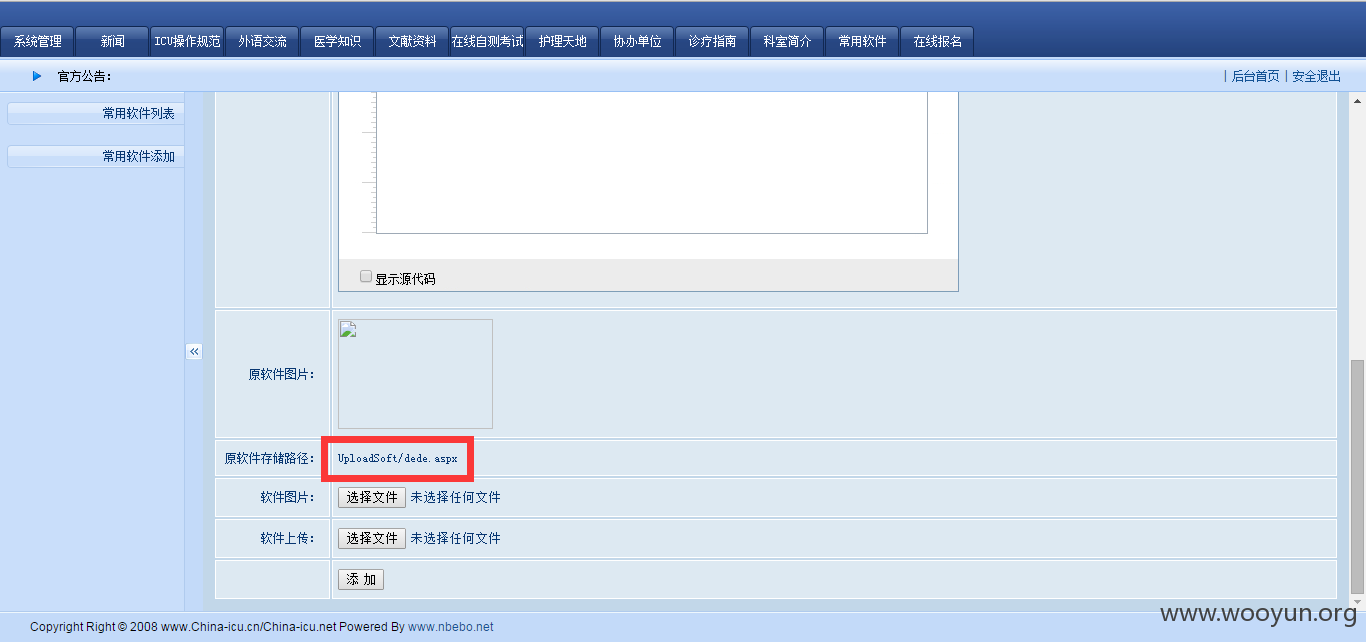 系统管理 新闻 ICU操作规范 外语交流 医学知识 文献资料 在线自测考试 护理天地 协办单位 诊疗指南 科室简介 常用软件 在线报名
官方公告： | 后台首页 | 安全退出
常用软件列表
常用软件添加
«
显示源代码
原软件图片：
原软件存储路径： UploadSoft/dede.aspx
软件图片： 选择文件 未选择任何文件
软件上传： 选择文件 未选择任何文件
添 加
www.wooyun.org
Copyright Right © 2008 www.China-icu.cn/China-icu.net Powered By www.nbebo.net